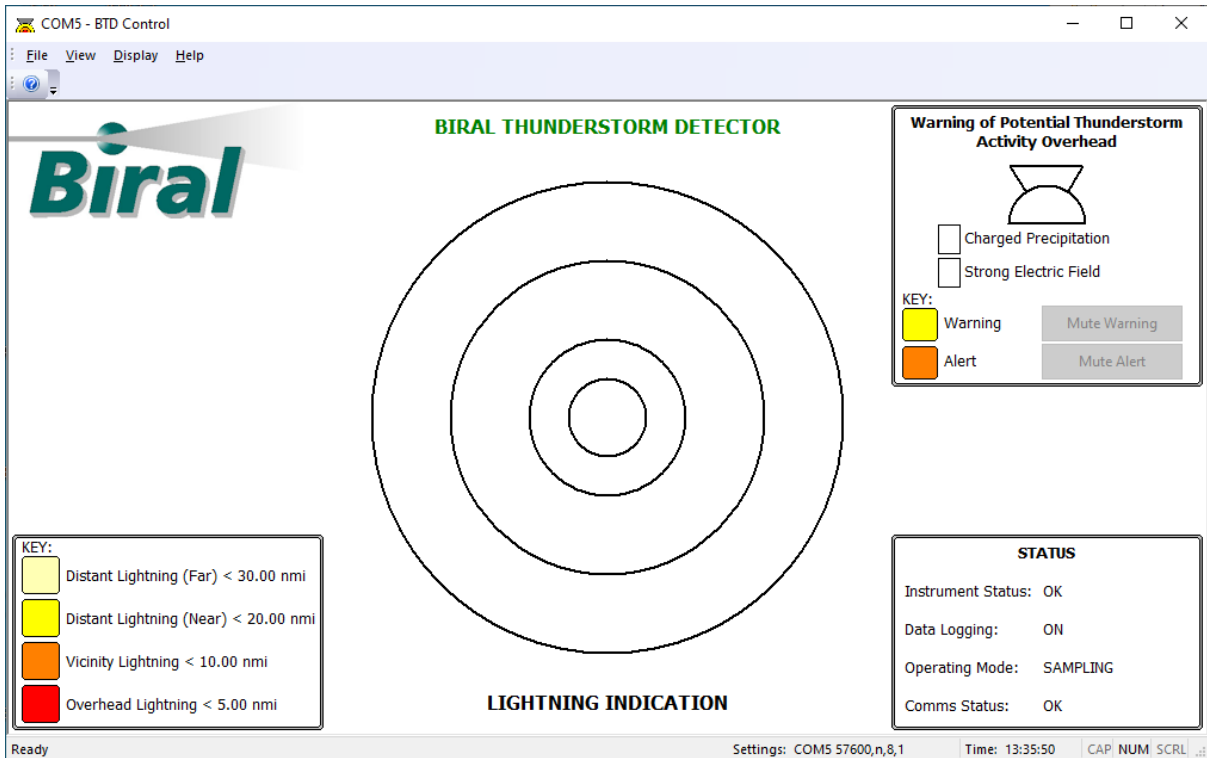 COM5 - BTD Control
File View Display Help
Biral
BIRAL THUNDERSTORM DETECTOR
Warning of Potential Thunderstorm
Activity Overhead
Charged Precipitation
Strong Electric Field
KEY:
Warning Mute Warning
Alert Mute Alert
KEY:
Distant Lightning (Far) < 30.00 nmi
Distant Lightning (Near) < 20.00 nmi
Vicinity Lightning < 10.00 nmi
Overhead Lightning < 5.00 nmi
LIGHTNING INDICATION
STATUS
Instrument Status: OK
Data Logging: ON
Operating Mode: SAMPLING
Comms Status: OK
Ready Settings: COM5 57600,n,8,1 Time: 13:35:50 CAP NUM SCRL